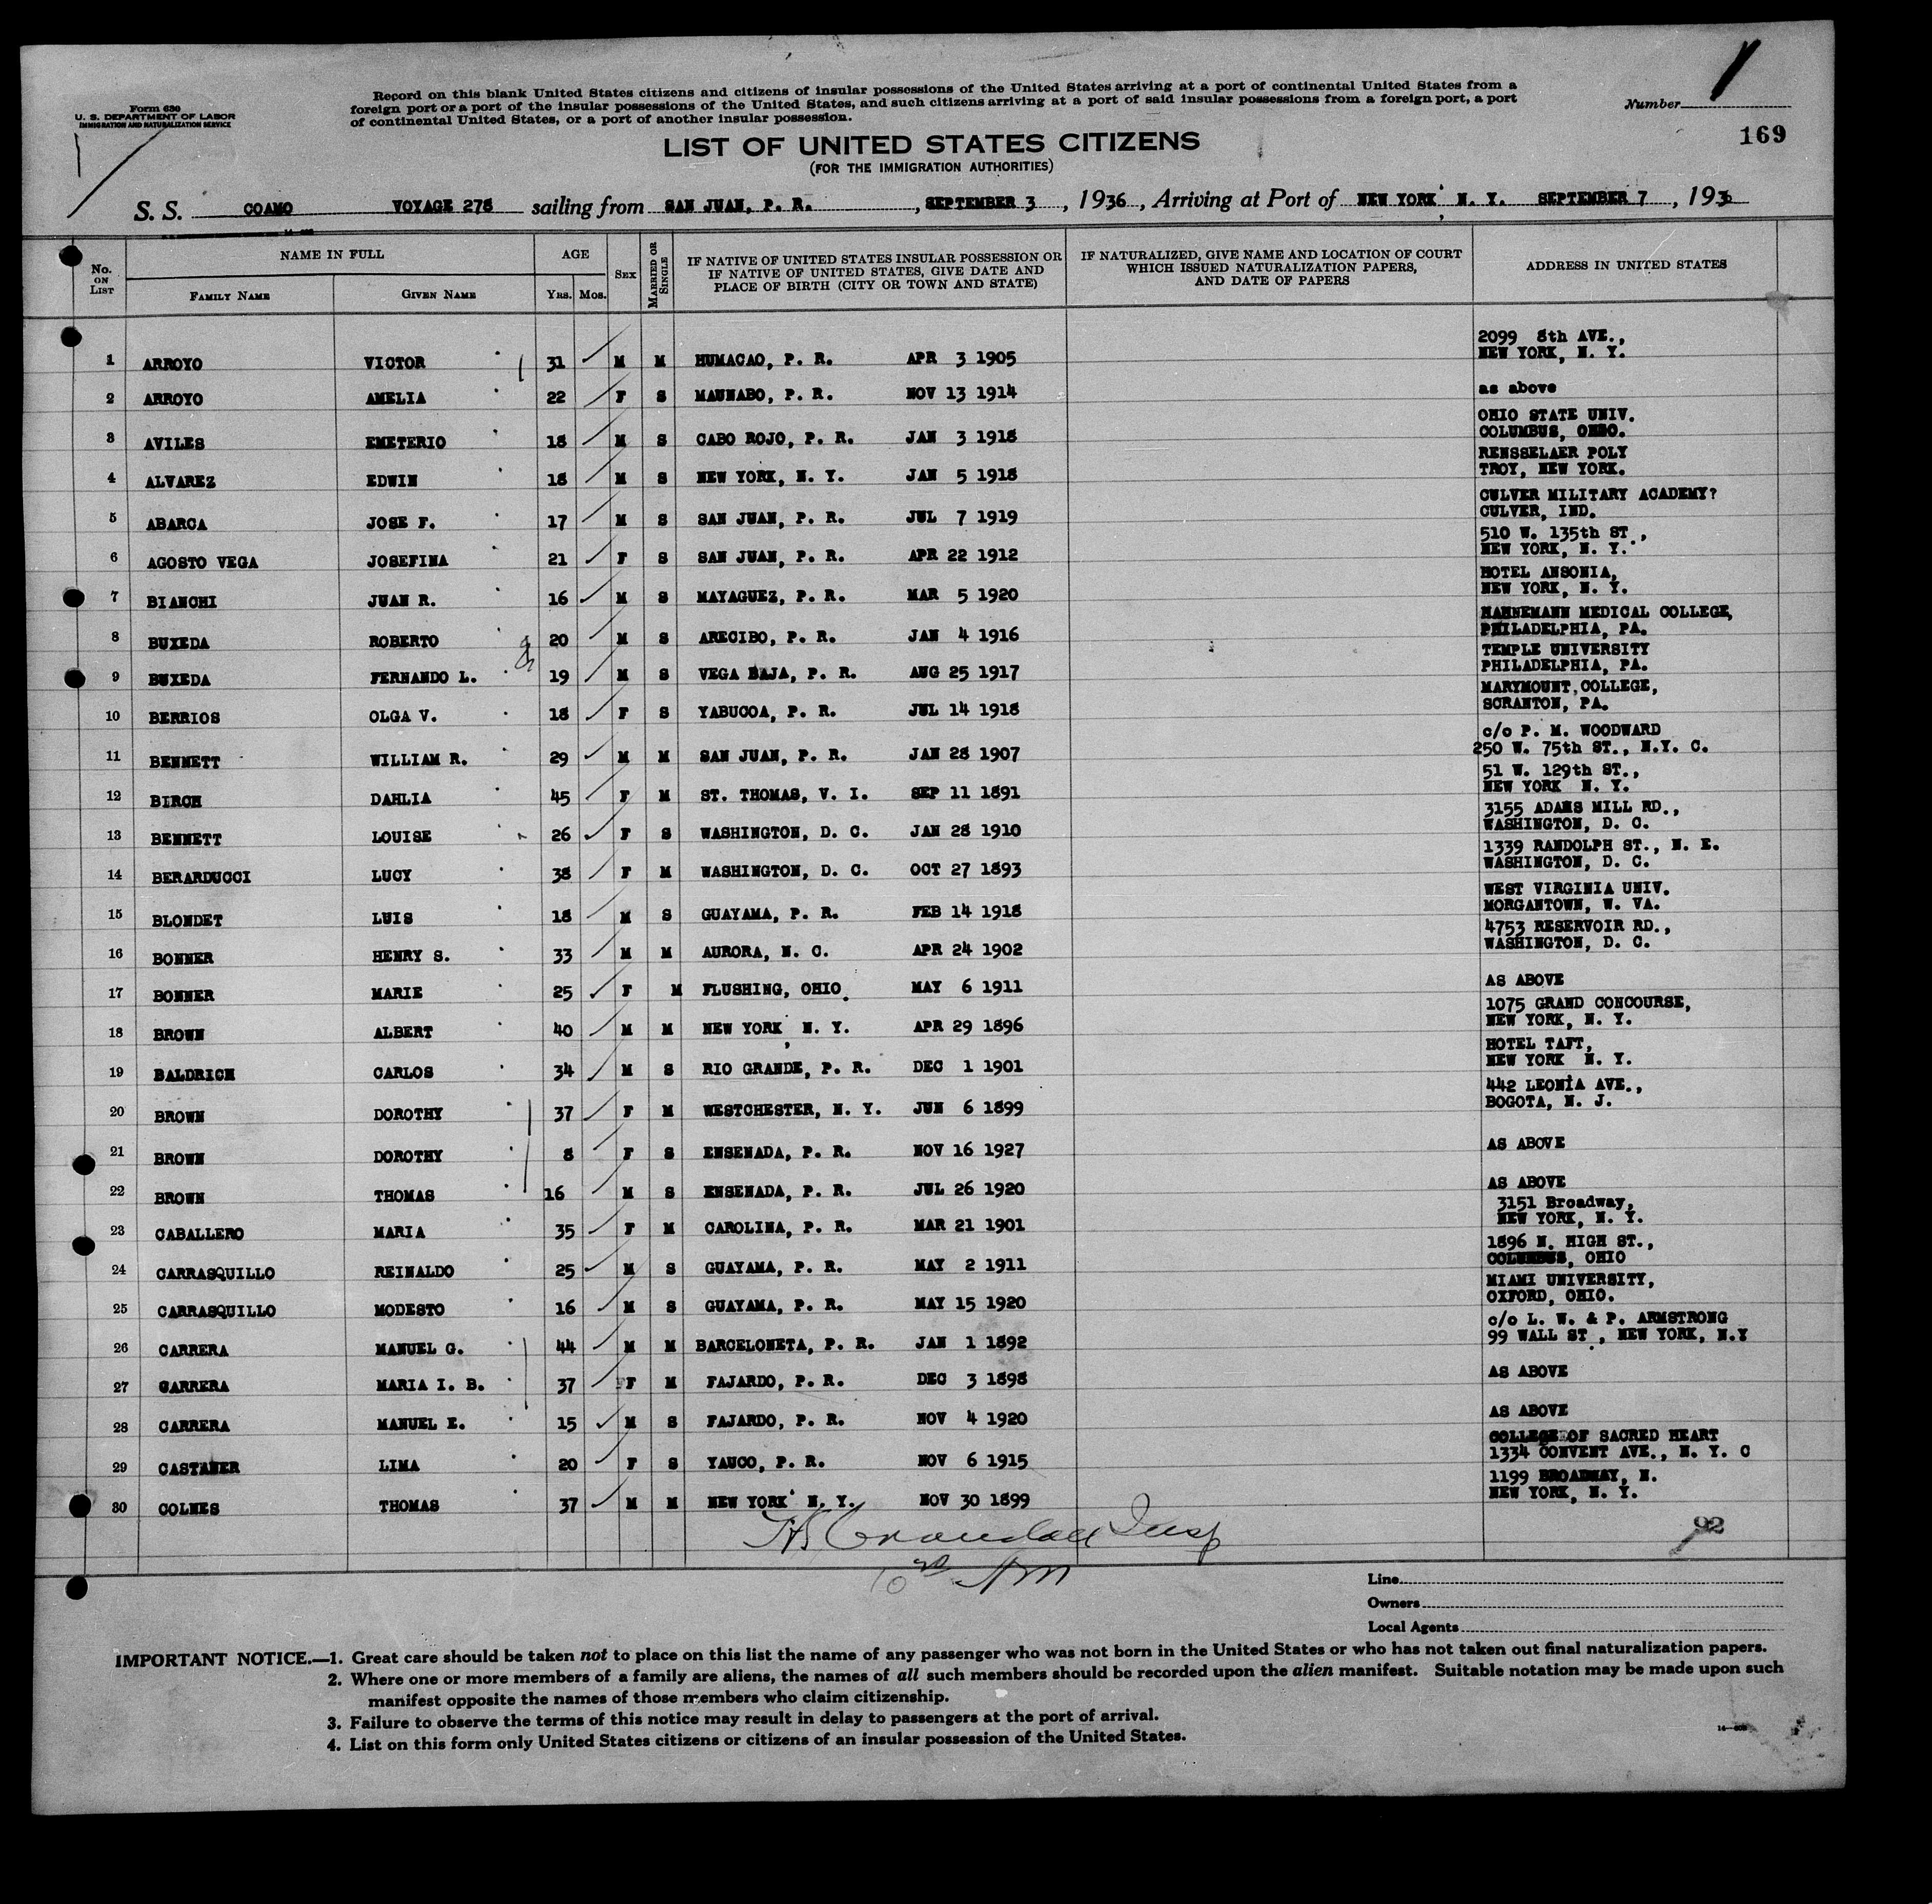 Form 630
U. S. DEPARTMENT OF LABOR
IMMIGRATION AND NATURALIZATION SERVICE
Record on this blank United States citizens and citizens of insular possessions of the United States arriving at a port of continental United States from a
foreign port or a port of the insular possessions of the United States, and such citizens arriving at a port of said insular possessions from a foreign port, a port
of continental United States, or a port of another insular possession.
Number 1
169
LIST OF UNITED STATES CITIZENS
(FOR THE IMMIGRATION AUTHORITIES)
S. S. COAMO VOYAGE 278 sailing from SAN JUAN, P. R. , SEPTEMBER 3 , 1936 , Arriving at Port of NEW YORK, N. Y. SEPTEMBER 7 , 1936
No. ON LIST
NAME IN FULL
FAMILY NAME GIVEN NAME
AGE
YRS. MOS.
SEX
MARRIED OR SINGLE
IF NATIVE OF UNITED STATES INSULAR POSSESSION OR
IF NATIVE OF UNITED STATES, GIVE DATE AND
PLACE OF BIRTH (CITY OR TOWN AND STATE)
IF NATURALIZED, GIVE NAME AND LOCATION OF COURT
WHICH ISSUED NATURALIZATION PAPERS,
AND DATE OF PAPERS
ADDRESS IN UNITED STATES
2099 8th AVE.,
1 ARROYO VICTOR 31 M M HUMACAO, P. R. APR 3 1905 NEW YORK, N. Y.
2 ARROYO AMELIA 22 F S MAUNABO, P. R. NOV 13 1914 as above
OHIO STATE UNIV.
3 AVILES EMETERIO 18 M S CABO ROJO, P. R. JAN 3 1918 COLUMBUS, OHIO.
RENSSELAER POLY
4 ALVAREZ EDWIN 18 M S NEW YORK, N. Y. JAN 5 1918 TROY, NEW YORK.
CULVER MILITARY ACADEMY?
5 ABARCA JOSE F. 17 M S SAN JUAN, P. R. JUL 7 1919 CULVER, IND.
510 W. 135th ST.,
6 AGOSTO VEGA JOSEFINA 21 F S SAN JUAN, P. R. APR 22 1912 NEW YORK, N. Y.
HOTEL ANSONIA,
7 BIANCHI JUAN R. 16 M S MAYAGUEZ, P. R. MAR 5 1920 NEW YORK, N. Y.
HAHNEMANN MEDICAL COLLEGE,
8 BUXEDA ROBERTO 20 M S ARECIBO, P. R. JAN 4 1916 PHILADELPHIA, PA.
TEMPLE UNIVERSITY
9 BUXEDA FERNANDO L. 19 M S VEGA BAJA, P. R. AUG 25 1917 PHILADELPHIA, PA.
MARYMOUNT COLLEGE,
10 BERRIOS OLGA V. 18 F S YABUCOA, P. R. JUL 14 1918 SCRANTON, PA.
c/o P. M. WOODWARD
11 BENNETT WILLIAM R. 29 M M SAN JUAN, P. R. JAN 28 1907 250 W. 75th ST., N.Y. C.
51 W. 129th ST.,
12 BIRCH DAHLIA 45 F M ST. THOMAS, V. I. SEP 11 1891 NEW YORK N. Y.
3155 ADAMS MILL RD.,
13 BENNETT LOUISE 26 F S WASHINGTON, D. C. JAN 28 1910 WASHINGTON, D. C.
1339 RANDOLPH ST., N. E.
14 BERARDUCCI LUCY 38 F M WASHINGTON, D. C. OCT 27 1893 WASHINGTON, D. C.
WEST VIRGINIA UNIV.
15 BLONDET LUIS 18 M S GUAYAMA, P. R. FEB 14 1918 MORGANTOWN, W. VA.
4753 RESERVOIR RD.,
16 BONNER HENRY S. 33 M M AURORA, N. C. APR 24 1902 WASHINGTON, D. C.
17 BONNER MARIE 25 F M FLUSHING, OHIO. MAY 6 1911 AS ABOVE
1075 GRAND CONCOURSE,
18 BROWN ALBERT 40 M M NEW YORK, N. Y. APR 29 1896 NEW YORK, N. Y.
HOTEL TAFT,
19 BALDRICH CARLOS 34 M S RIO GRANDE, P. R. DEC 1 1901 NEW YORK N. Y.
442 LEONIA AVE.,
20 BROWN DOROTHY 37 F M WESTCHESTER, N. Y. JUN 6 1899 BOGOTA, N. J.
21 BROWN DOROTHY 8 F S ENSENADA, P. R. NOV 16 1927 AS ABOVE
22 BROWN THOMAS 16 M S ENSENADA, P. R. JUL 26 1920 AS ABOVE
3151 Broadway,
23 CABALLERO MARIA 35 F M CAROLINA, P. R. MAR 21 1901 NEW YORK, N. Y.
1896 N. HIGH ST.,
24 CARRASQUILLO REINALDO 25 M S GUAYAMA, P. R. MAY 2 1911 COLUMBUS, OHIO
MIAMI UNIVERSITY,
25 CARRASQUILLO MODESTO 16 M S GUAYAMA, P. R. MAY 15 1920 OXFORD, OHIO.
c/o L. W. & P. ARMSTRONG
26 CARRERA MANUEL G. 44 M M BARCELONETA, P. R. JAN 1 1892 99 WALL ST., NEW YORK, N.Y
27 CARRERA MARIA I. B. 37 F M FAJARDO, P. R. DEC 3 1898 AS ABOVE
28 CARRERA MANUEL E. 15 M S FAJARDO, P. R. NOV 4 1920 AS ABOVE
COLLEGE OF SACRED HEART
29 CASTANER LIMA 20 F S YAUCO, P. R. NOV 6 1915 1334 CONVENT AVE., N. Y. C
1199 BROADWAY, N.
30 COLNES THOMAS 37 M M NEW YORK, N. Y. NOV 30 1899 NEW YORK, N. Y.
Insp
92
10 AM
Line
Owners
Local Agents
IMPORTANT NOTICE.—1. Great care should be taken not to place on this list the name of any passenger who was not born in the United States or who has not taken out final naturalization papers.
2. Where one or more members of a family are aliens, the names of all such members should be recorded upon the alien manifest. Suitable notation may be made upon such
manifest opposite the names of those members who claim citizenship.
3. Failure to observe the terms of this notice may result in delay to passengers at the port of arrival.
4. List on this form only United States citizens or citizens of an insular possession of the United States.